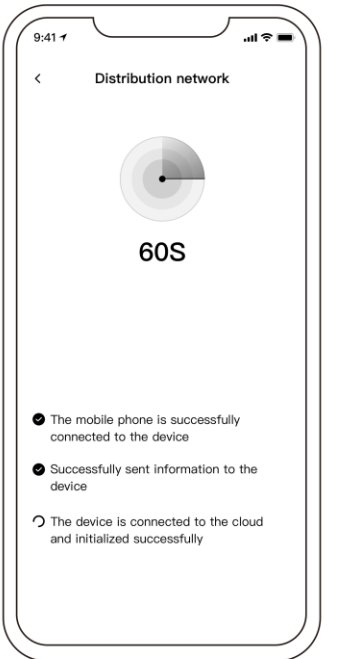 9:41
Distribution network
60S
The mobile phone is successfully
connected to the device
Successfully sent information to the
device
The device is connected to the cloud
and initialized successfully